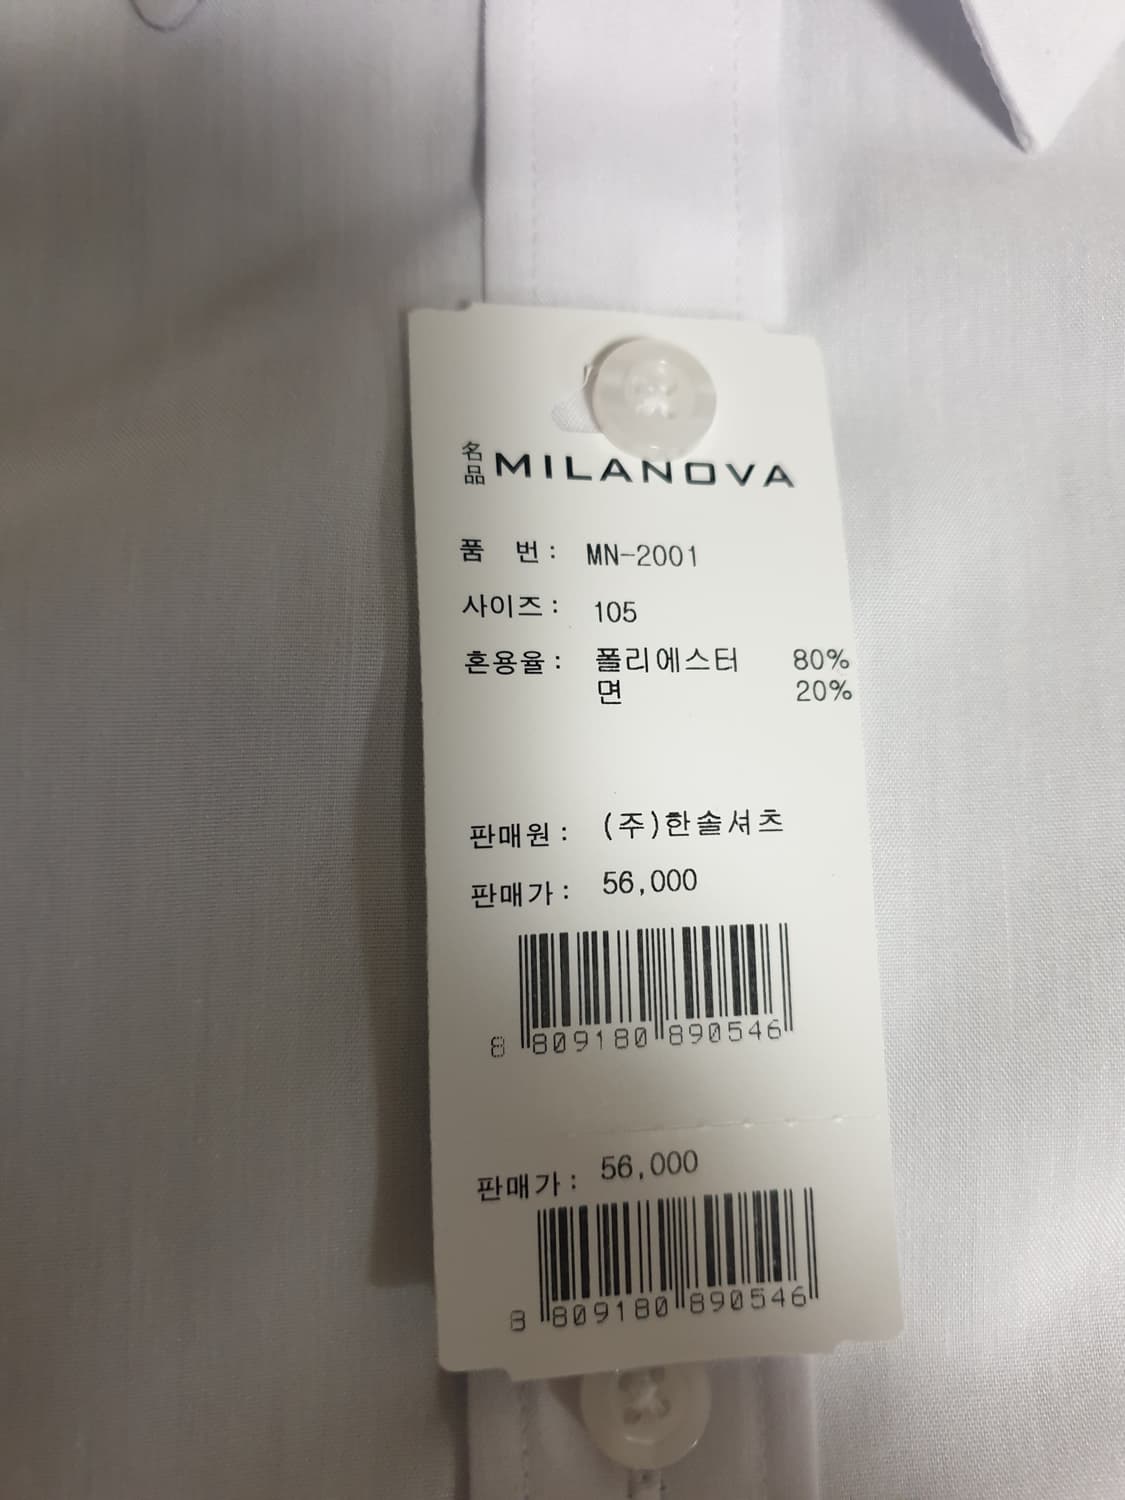 名品 MILANOVA
품 번 : MN-2001
사이즈 : 105
혼용율 : 폴리에스터 80%
면 20%
판매원 : (주)한솔셔츠
판매가 : 56,000
8 809180 890546
판매가 : 56,000
8 809180 890546